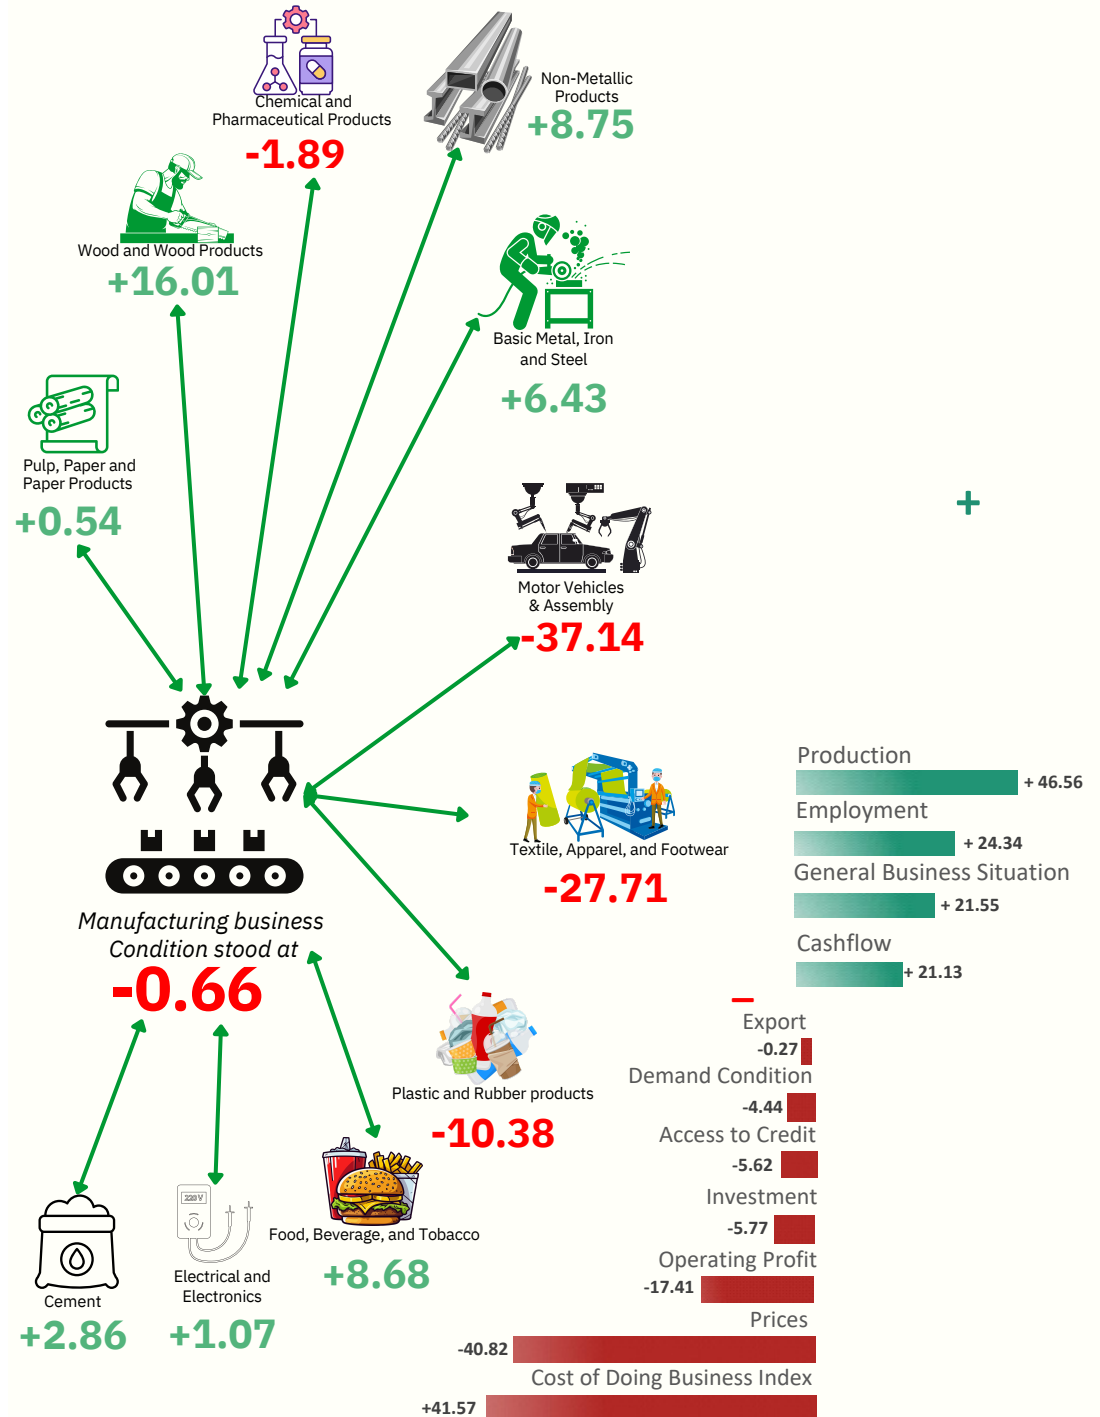 Chemical and
Pharmaceutical Products
-1.89
Non-Metallic
Products
+8.75
Wood and Wood Products
+16.01
Basic Metal, Iron
and Steel
+6.43
Pulp, Paper and
Paper Products
+0.54
+
Motor Vehicles
& Assembly
-37.14
Textile, Apparel, and Footwear
-27.71
Manufacturing business
Condition stood at
-0.66
Plastic and Rubber products
-10.38
220 V
Food, Beverage, and Tobacco
+8.68
Electrical and
Electronics
+1.07
Cement
+2.86
Production
+ 46.56
Employment
+ 24.34
General Business Situation
+ 21.55
Cashflow
+ 21.13
–
Export
-0.27
Demand Condition
-4.44
Access to Credit
-5.62
Investment
-5.77
Operating Profit
-17.41
Prices
-40.82
Cost of Doing Business Index
+41.57